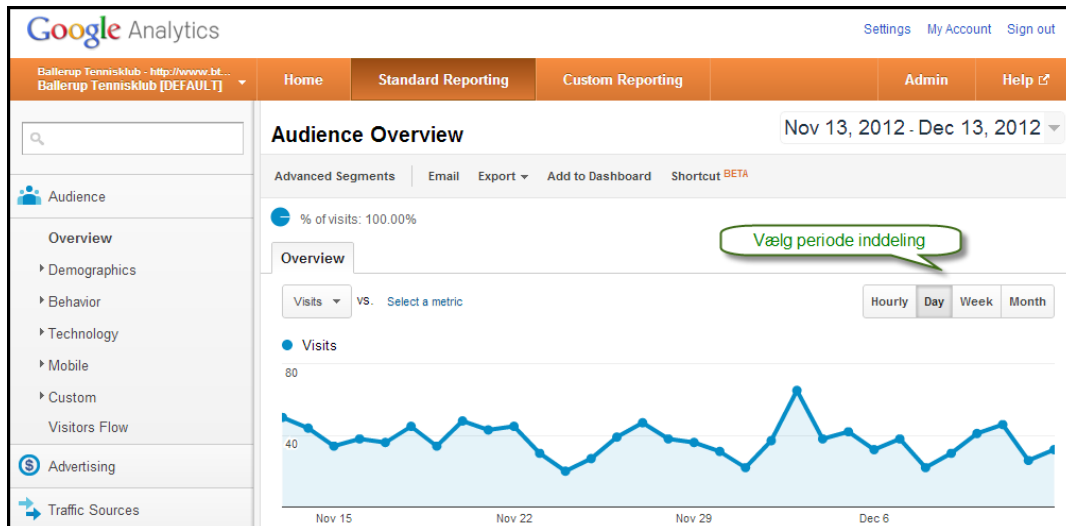 Google Analytics
Settings My Account Sign out
Ballerup Tennisklub - http://www.bt...
Ballerup Tennisklub [DEFAULT]
Home Standard Reporting Custom Reporting Admin Help
Audience Overview
Nov 13, 2012 - Dec 13, 2012
Advanced Segments Email Export Add to Dashboard Shortcut BETA
Audience
% of visits: 100.00%
Overview
Demographics
Behavior
Technology
Mobile
Custom
Visitors Flow
Advertising
Traffic Sources
Vælg periode inddeling
Overview
Visits VS. Select a metric
Hourly Day Week Month
Visits
80
40
Nov 15 Nov 22 Nov 29 Dec 6